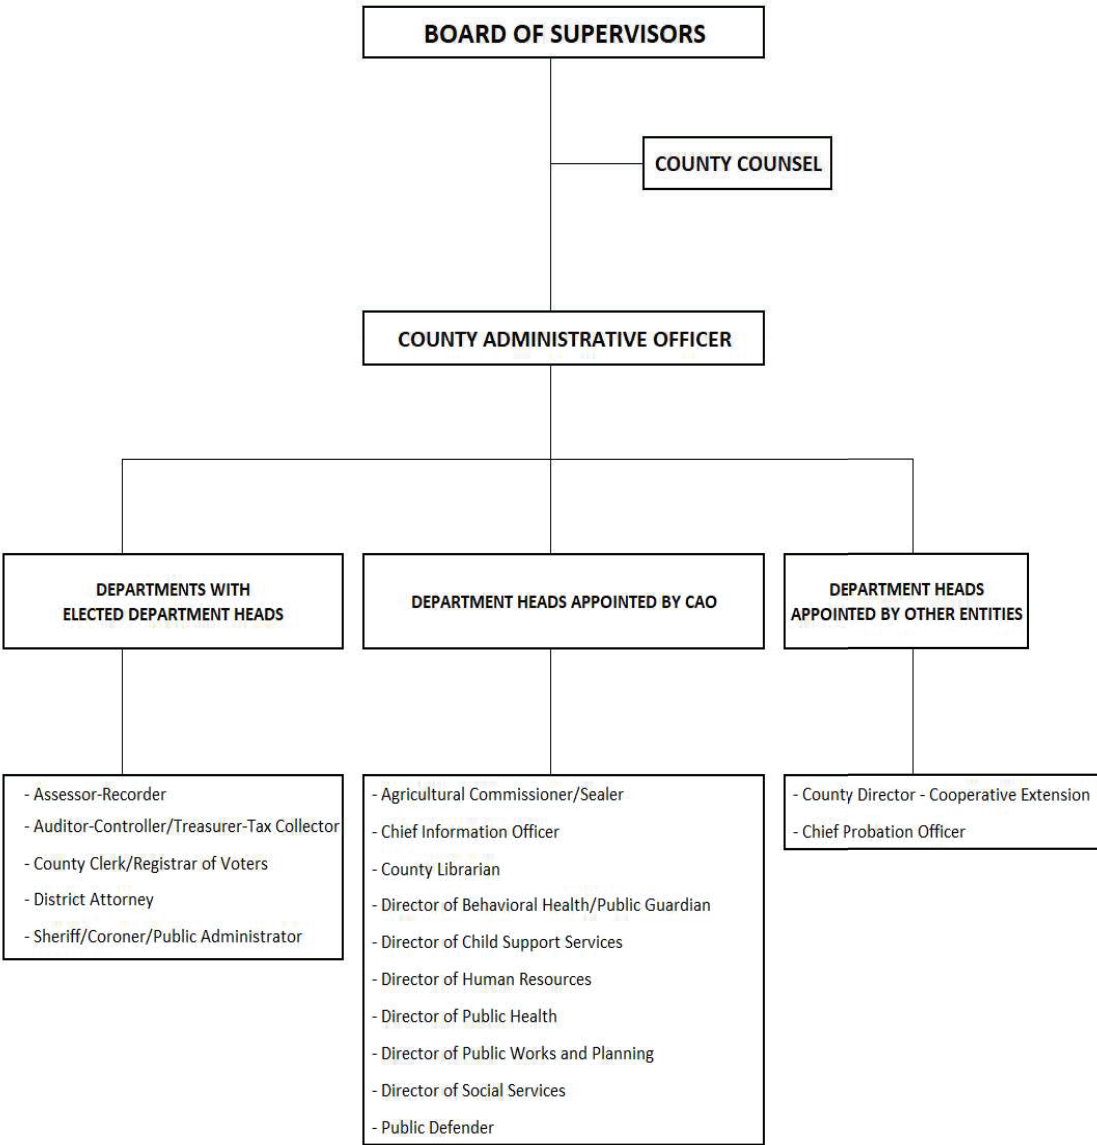 BOARD OF SUPERVISORS
COUNTY COUNSEL
COUNTY ADMINISTRATIVE OFFICER
DEPARTMENTS WITH
ELECTED DEPARTMENT HEADS
DEPARTMENT HEADS APPOINTED BY CAO
DEPARTMENT HEADS
APPOINTED BY OTHER ENTITIES
- Assessor-Recorder
- Auditor-Controller/Treasurer-Tax Collector
- County Clerk/Registrar of Voters
- District Attorney
- Sheriff/Coroner/Public Administrator
- Agricultural Commissioner/Sealer
- Chief Information Officer
- County Librarian
- Director of Behavioral Health/Public Guardian
- Director of Child Support Services
- Director of Human Resources
- Director of Public Health
- Director of Public Works and Planning
- Director of Social Services
- Public Defender
- County Director - Cooperative Extension
- Chief Probation Officer